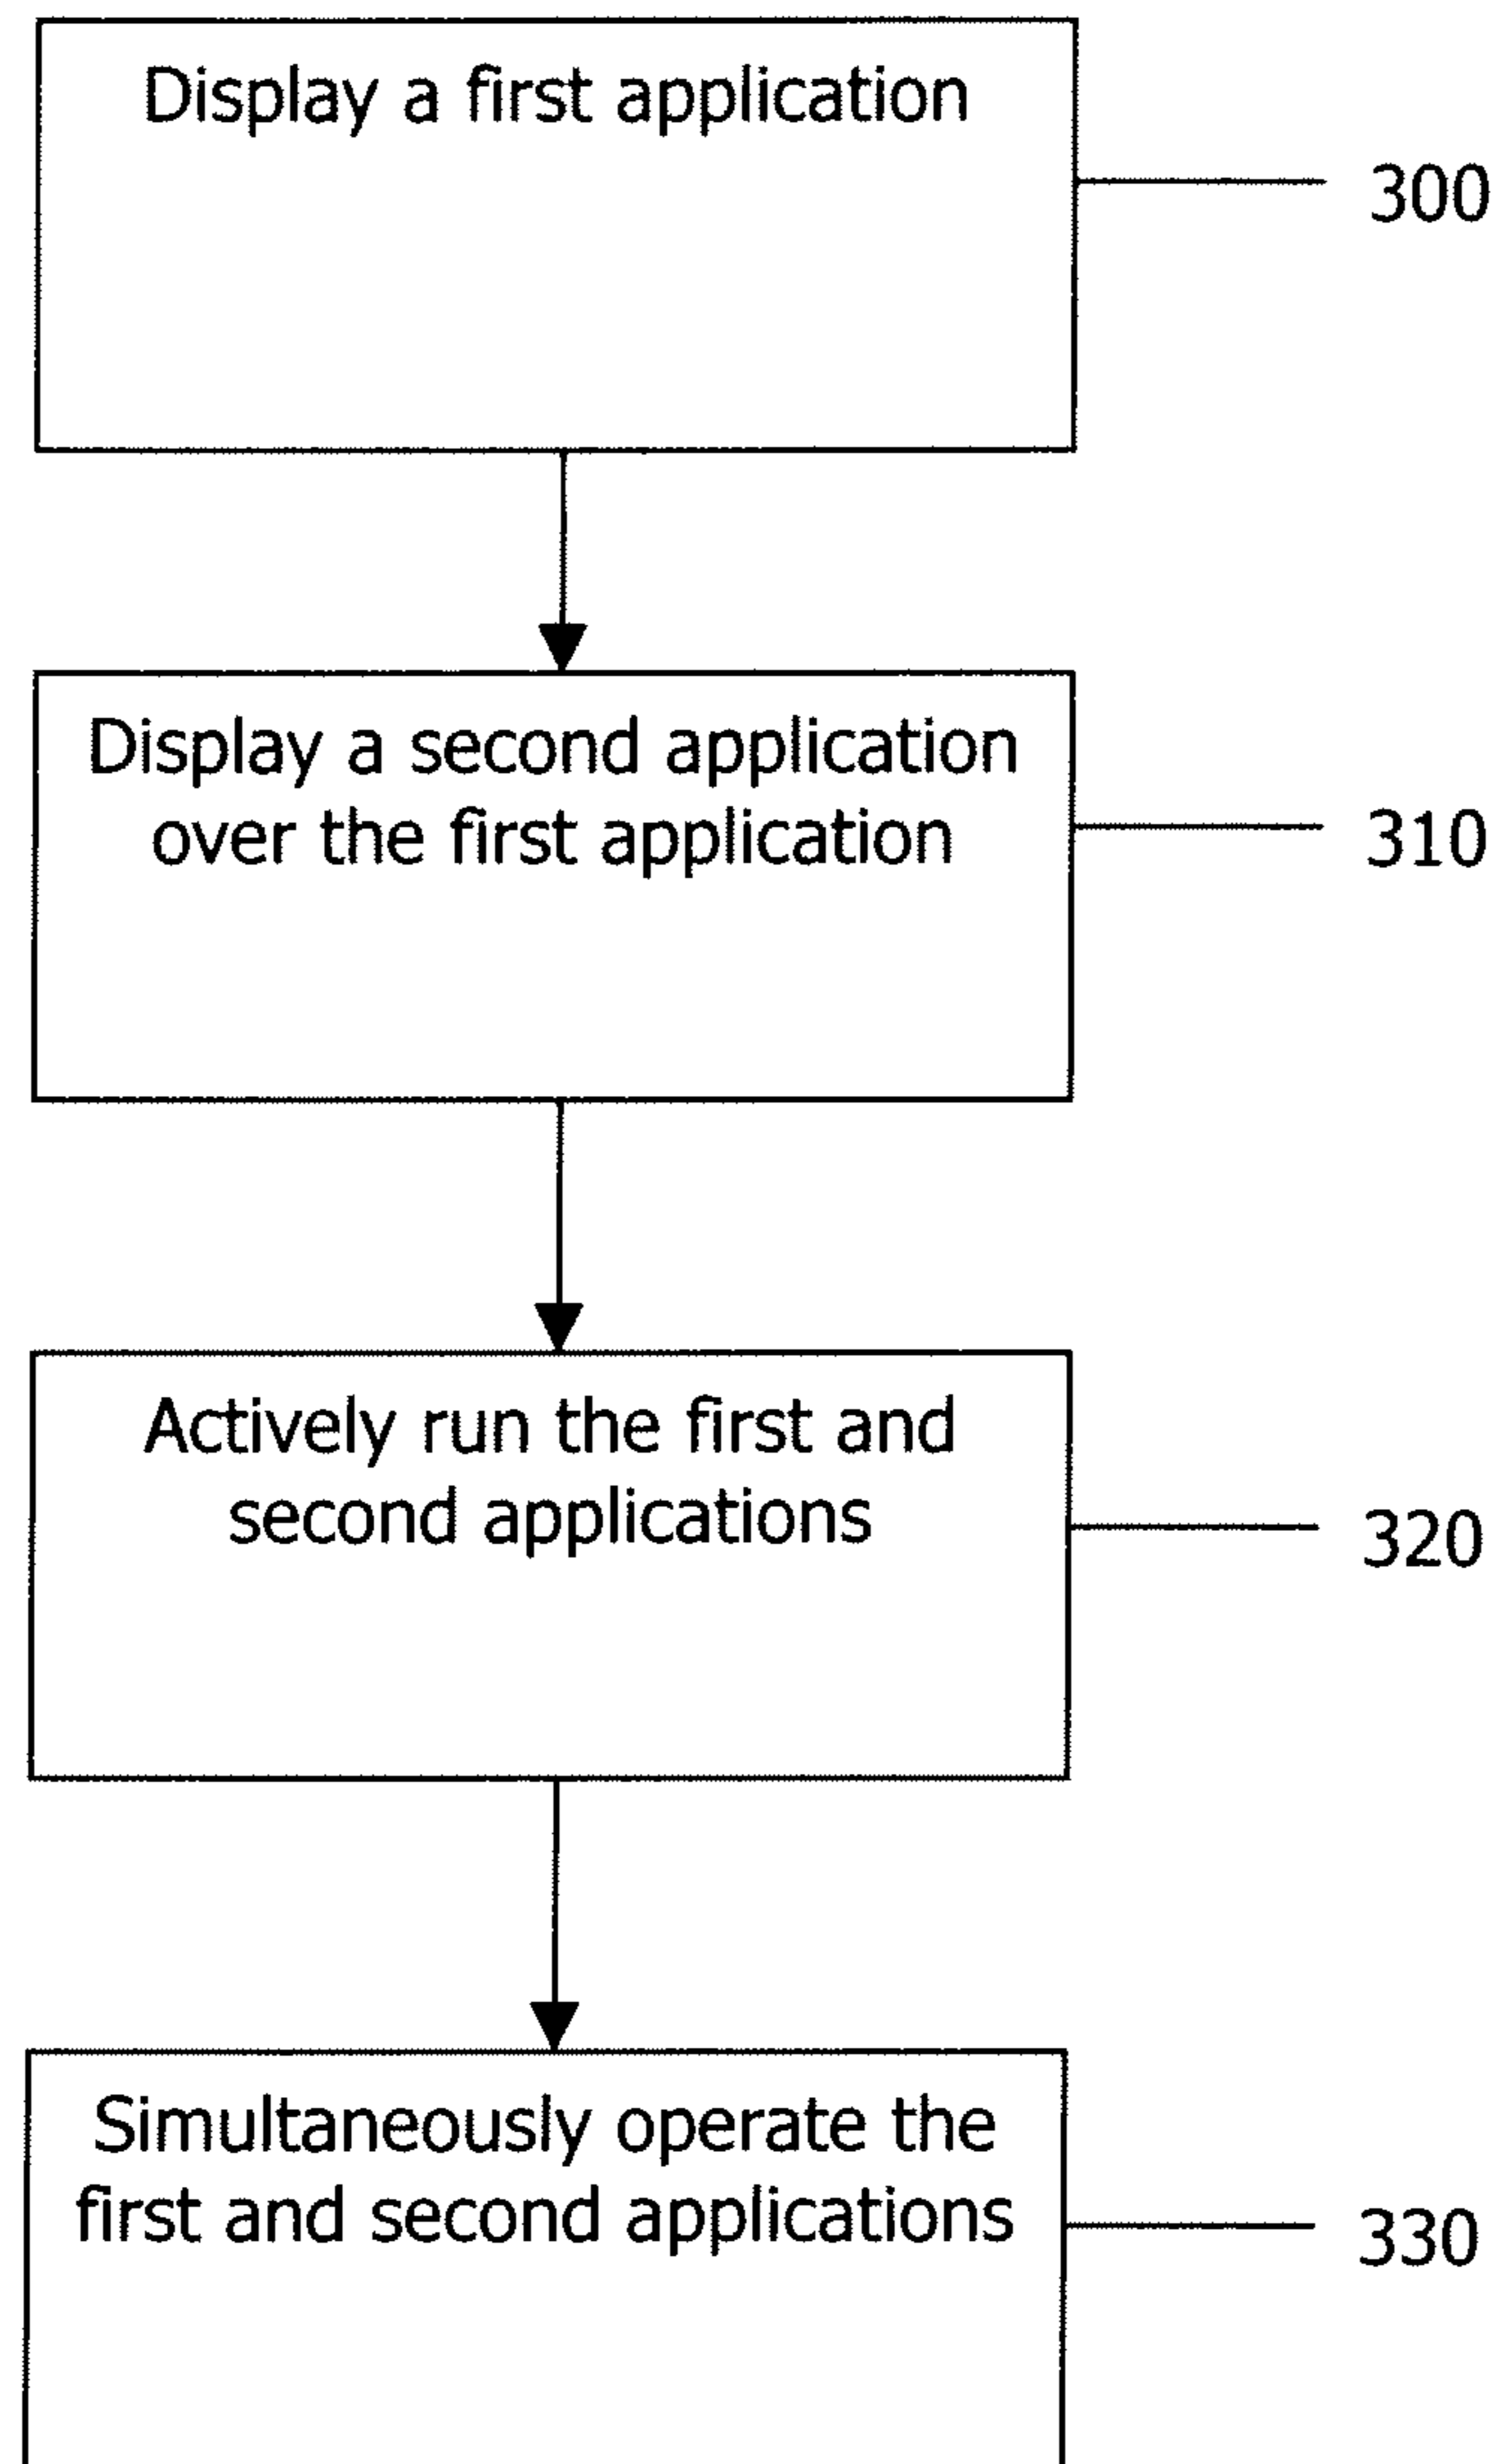 Display a first application
300
Display a second application
over the first application
310
Actively run the first and
second applications
320
Simultaneously operate the
first and second applications
330